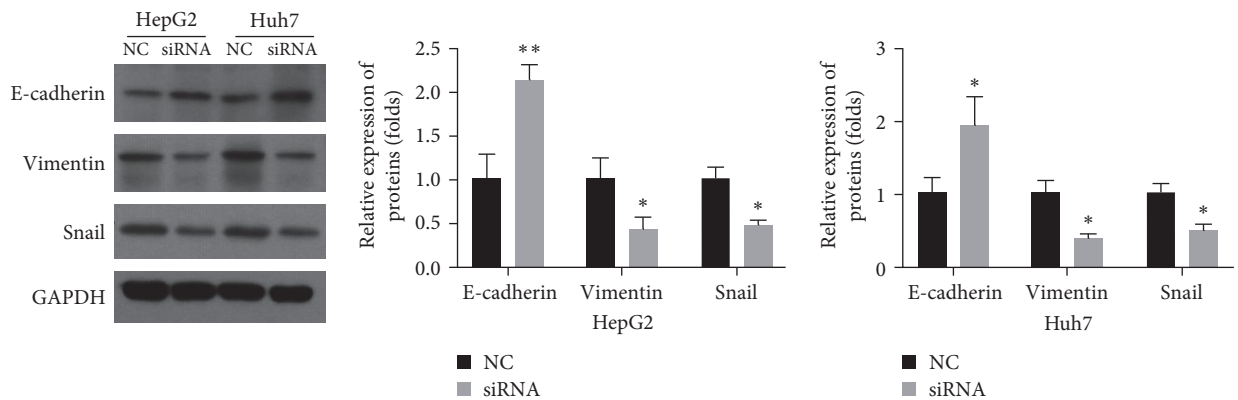 HepG2 Huh7
NC siRNA NC siRNA
E-cadherin
Vimentin
Snail
GAPDH
Relative expression of
proteins (folds)
2.5
2.0
1.5
1.0
0.5
0.0
**
*
*
E-cadherin Vimentin Snail
HepG2
NC
siRNA
Relative expression of
proteins (folds)
3
2
1
0
*
*
*
E-cadherin Vimentin Snail
Huh7
NC
siRNA